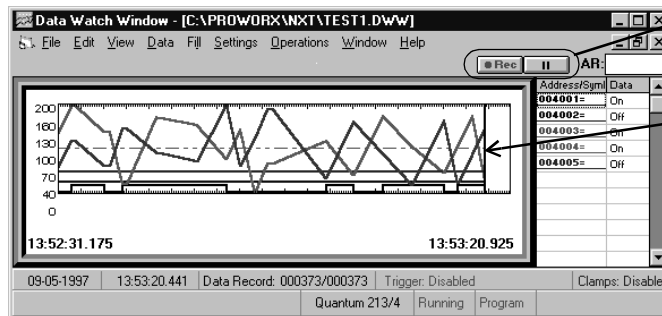 Data Watch Window - [C:\PROWORX\NXT\TEST1.DWW]
File Edit View Data Fill Settings Operations Window Help
Rec AR:
Address/Symb Data
004001= On
004002= Off
004003= On
004004= On
004005= Off
200
160
130
100
70
40
0
13:52:31.175 13:53:20.925
09-05-1997 13:53:20.441 Data Record: 000373/000373 Trigger: Disabled Clamps: Disable
Quantum 213/4 Running Program